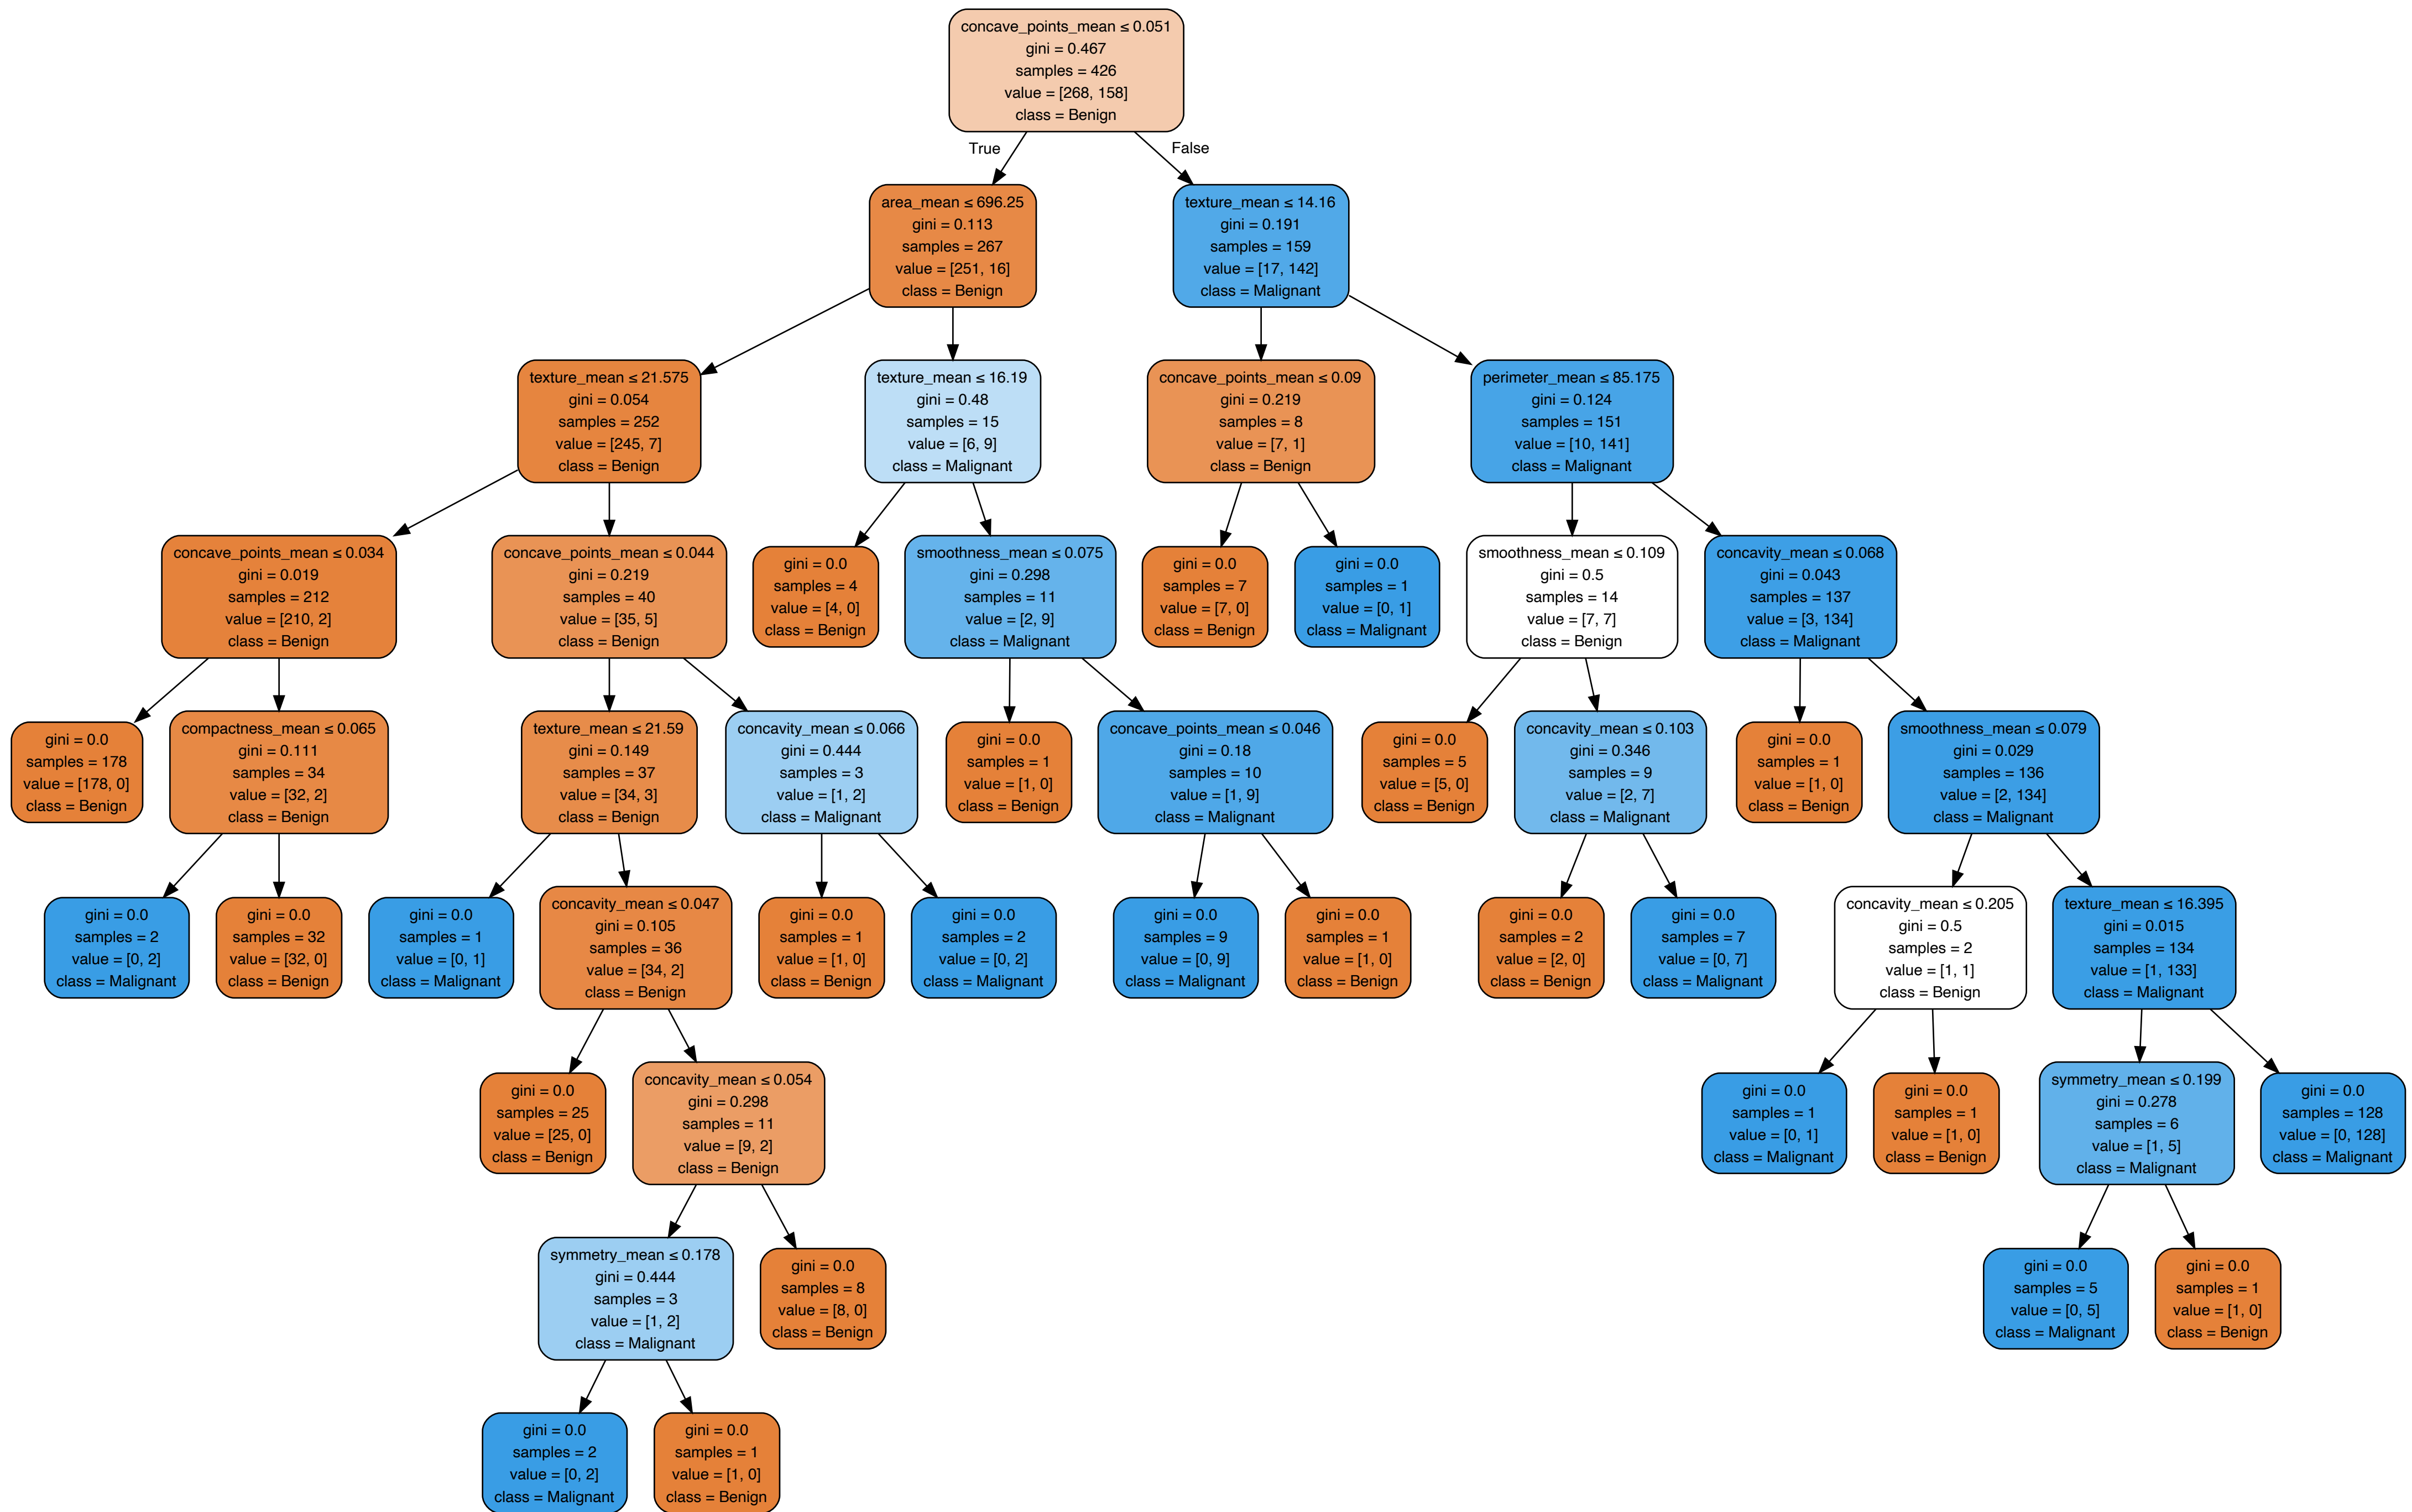 concave_points_mean ≤ 0.051
gini = 0.467
samples = 426
value = [268, 158]
class = Benign
True
False
area_mean ≤ 696.25
gini = 0.113
samples = 267
value = [251, 16]
class = Benign
texture_mean ≤ 14.16
gini = 0.191
samples = 159
value = [17, 142]
class = Malignant
texture_mean ≤ 21.575
gini = 0.054
samples = 252
value = [245, 7]
class = Benign
texture_mean ≤ 16.19
gini = 0.48
samples = 15
value = [6, 9]
class = Malignant
concave_points_mean ≤ 0.09
gini = 0.219
samples = 8
value = [7, 1]
class = Benign
perimeter_mean ≤ 85.175
gini = 0.124
samples = 151
value = [10, 141]
class = Malignant
concave_points_mean ≤ 0.034
gini = 0.019
samples = 212
value = [210, 2]
class = Benign
concave_points_mean ≤ 0.044
gini = 0.219
samples = 40
value = [35, 5]
class = Benign
gini = 0.0
samples = 4
value = [4, 0]
class = Benign
smoothness_mean ≤ 0.075
gini = 0.298
samples = 11
value = [2, 9]
class = Malignant
gini = 0.0
samples = 7
value = [7, 0]
class = Benign
gini = 0.0
samples = 1
value = [0, 1]
class = Malignant
smoothness_mean ≤ 0.109
gini = 0.5
samples = 14
value = [7, 7]
class = Benign
concavity_mean ≤ 0.068
gini = 0.043
samples = 137
value = [3, 134]
class = Malignant
gini = 0.0
samples = 178
value = [178, 0]
class = Benign
compactness_mean ≤ 0.065
gini = 0.111
samples = 34
value = [32, 2]
class = Benign
texture_mean ≤ 21.59
gini = 0.149
samples = 37
value = [34, 3]
class = Benign
concavity_mean ≤ 0.066
gini = 0.444
samples = 3
value = [1, 2]
class = Malignant
gini = 0.0
samples = 1
value = [1, 0]
class = Benign
concave_points_mean ≤ 0.046
gini = 0.18
samples = 10
value = [1, 9]
class = Malignant
gini = 0.0
samples = 5
value = [5, 0]
class = Benign
concavity_mean ≤ 0.103
gini = 0.346
samples = 9
value = [2, 7]
class = Malignant
gini = 0.0
samples = 1
value = [1, 0]
class = Benign
smoothness_mean ≤ 0.079
gini = 0.029
samples = 136
value = [2, 134]
class = Malignant
gini = 0.0
samples = 2
value = [0, 2]
class = Malignant
gini = 0.0
samples = 32
value = [32, 0]
class = Benign
gini = 0.0
samples = 1
value = [0, 1]
class = Malignant
concavity_mean ≤ 0.047
gini = 0.105
samples = 36
value = [34, 2]
class = Benign
gini = 0.0
samples = 1
value = [1, 0]
class = Benign
gini = 0.0
samples = 2
value = [0, 2]
class = Malignant
gini = 0.0
samples = 9
value = [0, 9]
class = Malignant
gini = 0.0
samples = 1
value = [1, 0]
class = Benign
gini = 0.0
samples = 2
value = [2, 0]
class = Benign
gini = 0.0
samples = 7
value = [0, 7]
class = Malignant
concavity_mean ≤ 0.205
gini = 0.5
samples = 2
value = [1, 1]
class = Benign
texture_mean ≤ 16.395
gini = 0.015
samples = 134
value = [1, 133]
class = Malignant
gini = 0.0
samples = 25
value = [25, 0]
class = Benign
concavity_mean ≤ 0.054
gini = 0.298
samples = 11
value = [9, 2]
class = Benign
gini = 0.0
samples = 1
value = [0, 1]
class = Malignant
gini = 0.0
samples = 1
value = [1, 0]
class = Benign
symmetry_mean ≤ 0.199
gini = 0.278
samples = 6
value = [1, 5]
class = Malignant
gini = 0.0
samples = 128
value = [0, 128]
class = Malignant
symmetry_mean ≤ 0.178
gini = 0.444
samples = 3
value = [1, 2]
class = Malignant
gini = 0.0
samples = 8
value = [8, 0]
class = Benign
gini = 0.0
samples = 5
value = [0, 5]
class = Malignant
gini = 0.0
samples = 1
value = [1, 0]
class = Benign
gini = 0.0
samples = 2
value = [0, 2]
class = Malignant
gini = 0.0
samples = 1
value = [1, 0]
class = Benign